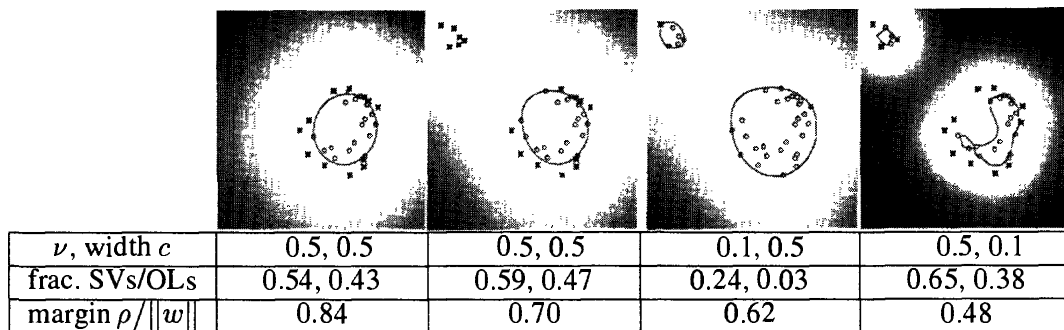 ν, width c 0.5, 0.5 0.5, 0.5 0.1, 0.5 0.5, 0.1
frac. SVs/OLs 0.54, 0.43 0.59, 0.47 0.24, 0.03 0.65, 0.38
margin ρ/||w|| 0.84 0.70 0.62 0.48